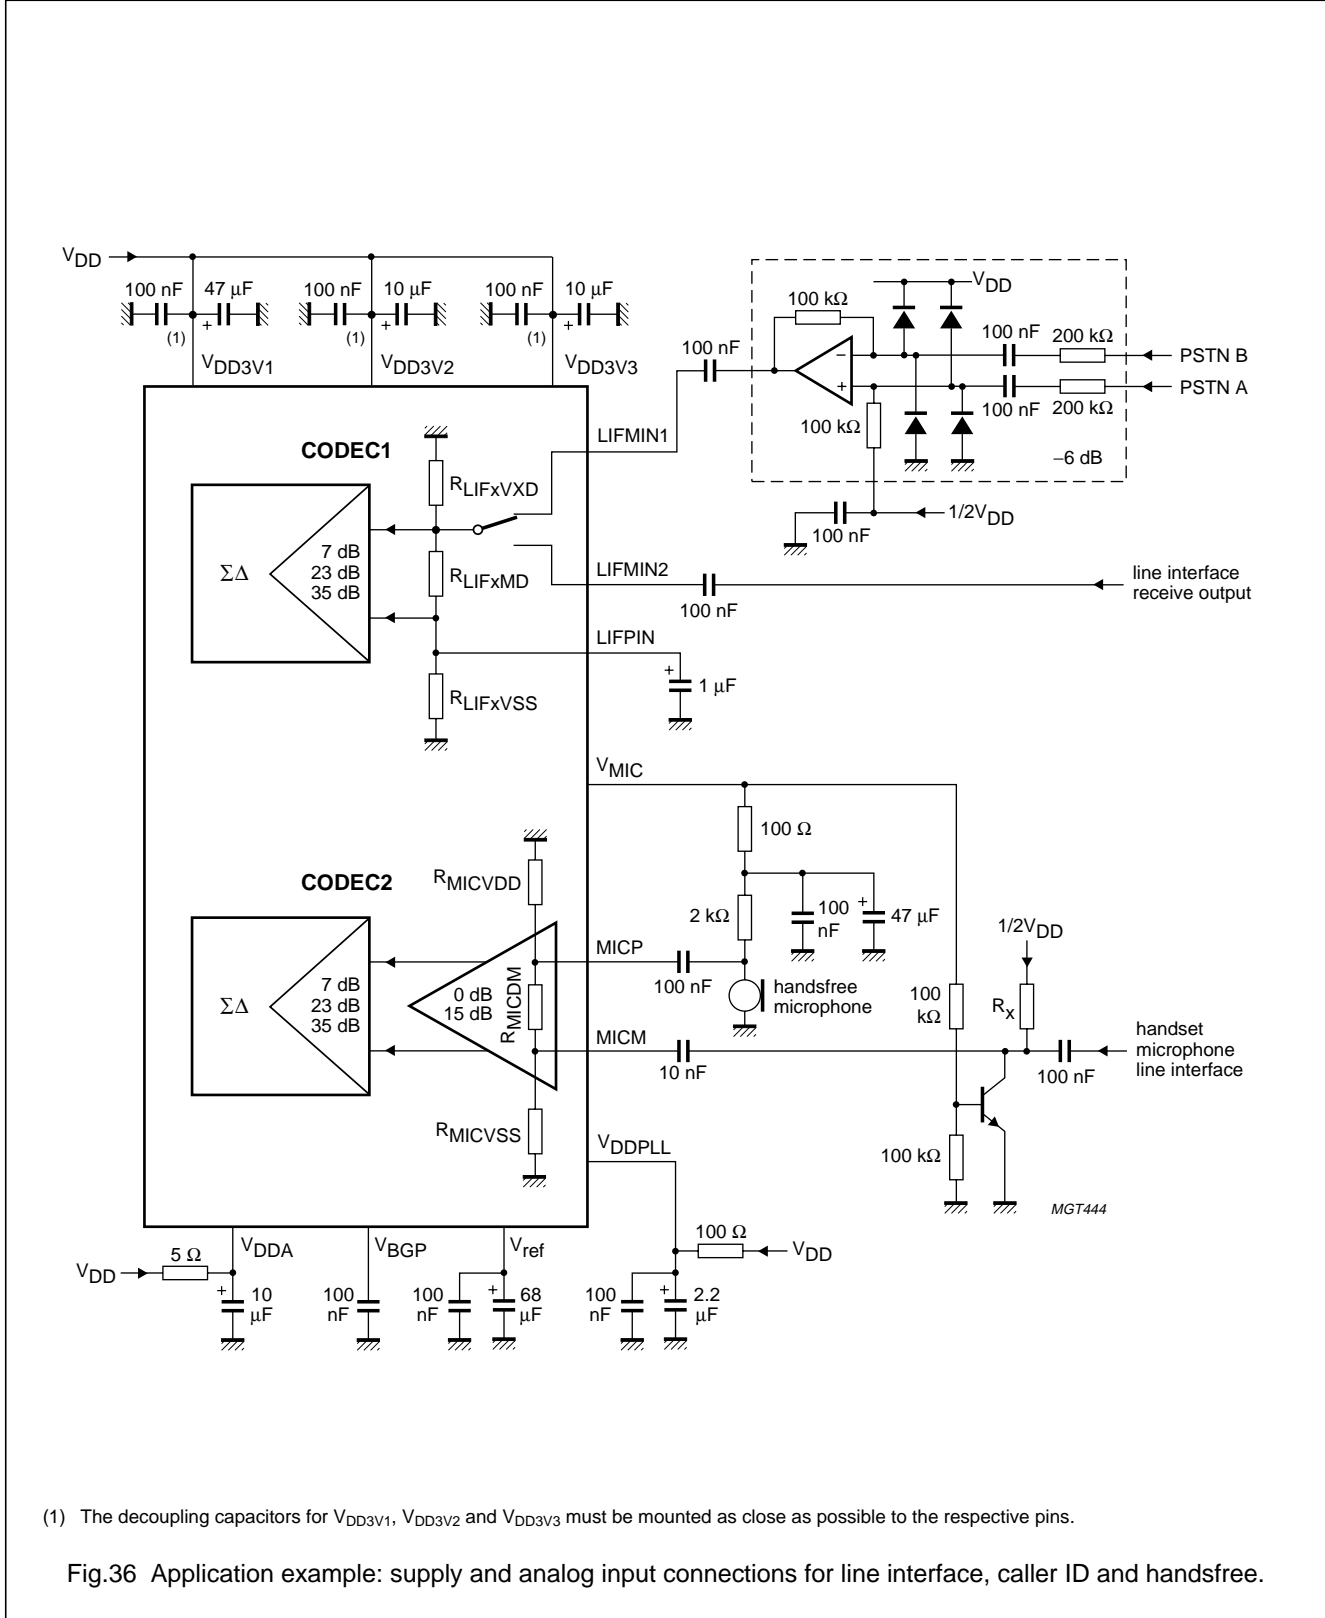 VDD
100 nF
47 μF
100 nF
10 μF
100 nF
10 μF
(1)
+
(1)
+
(1)
+
VDD3V1
VDD3V2
VDD3V3
VDD
100 kΩ
100 nF
100 nF
200 kΩ
PSTN B
−
+
100 nF
200 kΩ
PSTN A
100 kΩ
−6 dB
1/2VDD
100 nF
LIFMIN1
CODEC1
RLIFxVXD
ΣΔ
7 dB
23 dB
35 dB
RLIFxMD
LIFMIN2
100 nF
line interface
receive output
LIFPIN
+
1 μF
RLIFxVSS
VMIC
100 Ω
CODEC2
RMICVDD
2 kΩ
100
nF
+
47 μF
1/2VDD
MICP
100 nF
handsfree
microphone
ΣΔ
7 dB
23 dB
35 dB
0 dB
15 dB
RMICDM
100
kΩ
Rx
MICM
10 nF
100 nF
handset
microphone
line interface
RMICVSS
VDDPLL
100 kΩ
MGT444
VDDA
VBGP
Vref
100 Ω
VDD
5 Ω
VDD
+
10
μF
100
nF
100
nF
+
68
μF
100
nF
+
2.2
μF
(1) The decoupling capacitors for VDD3V1, VDD3V2 and VDD3V3 must be mounted as close as possible to the respective pins.
Fig.36 Application example: supply and analog input connections for line interface, caller ID and handsfree.